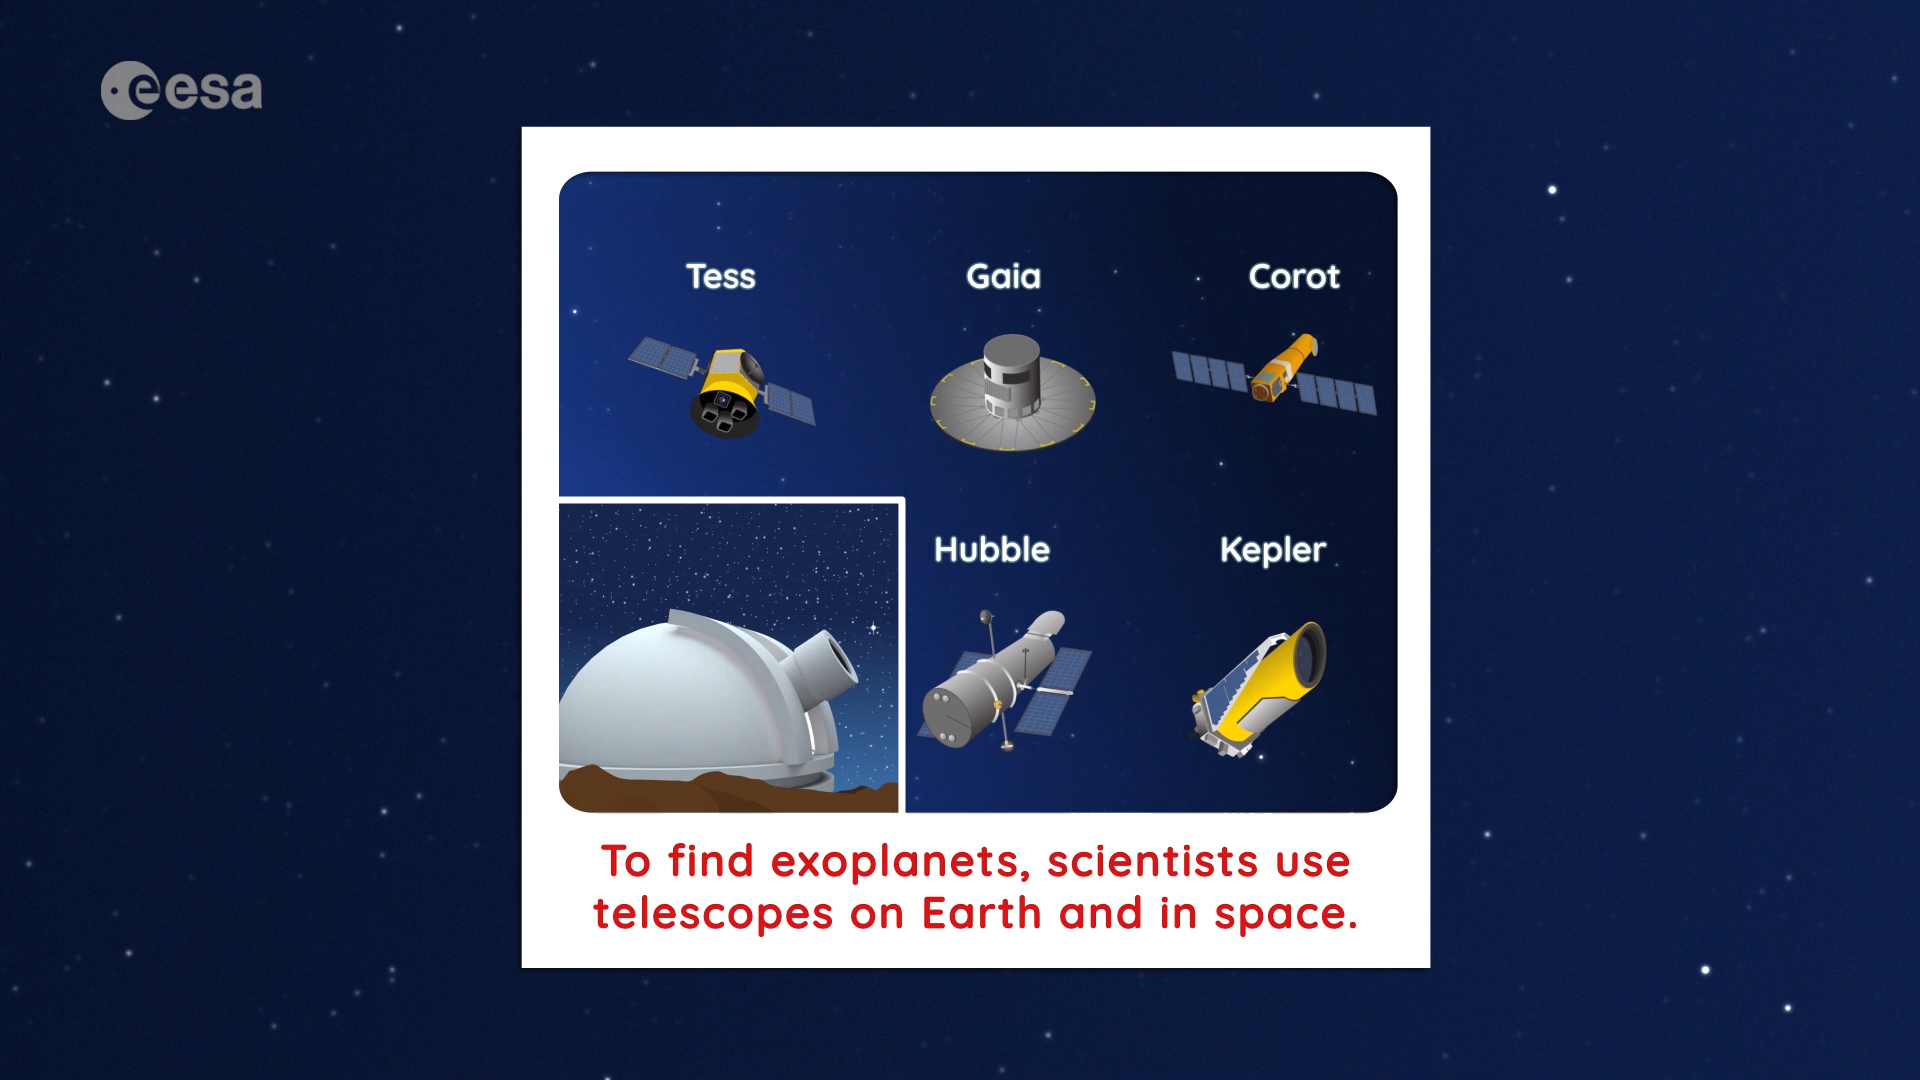 esa
Tess Gaia Corot
Hubble Kepler
To find exoplanets, scientists use
telescopes on Earth and in space.